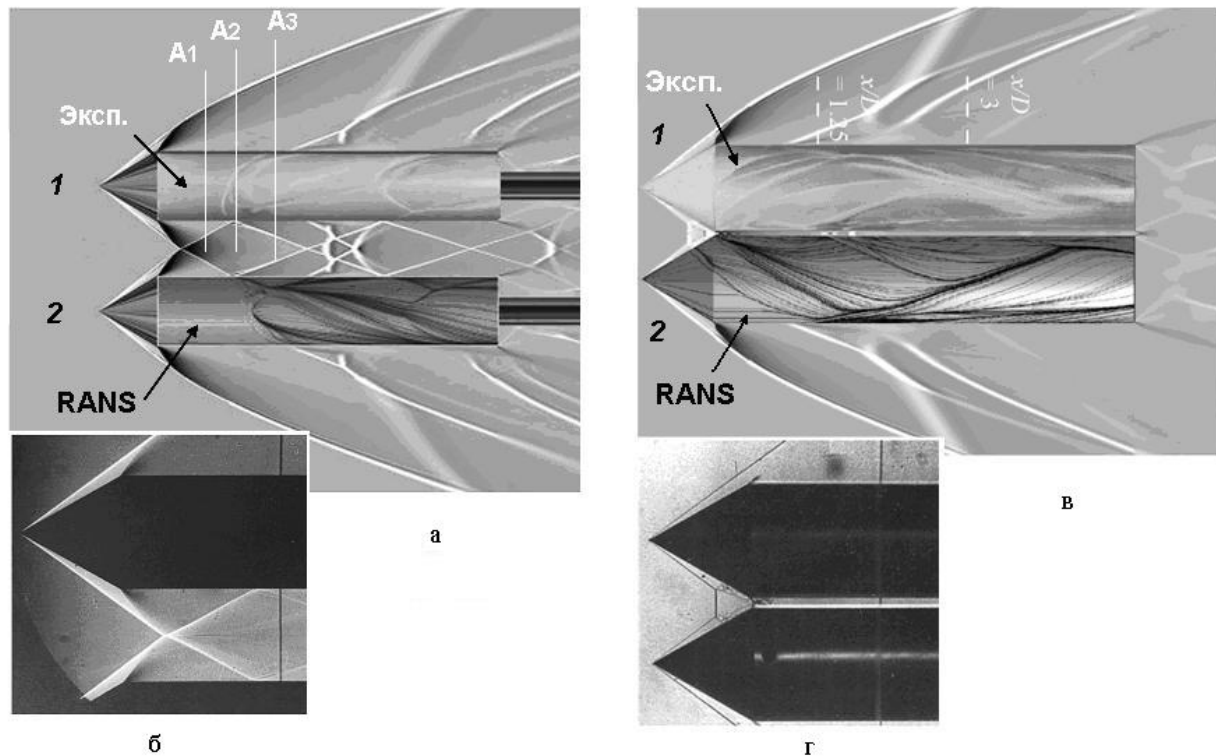 A1
A2
A3
Эксп.
1
2
RANS
а
б
Эксп.
1
x/D
= 1.25
x/D
= 3
2
RANS
в
г